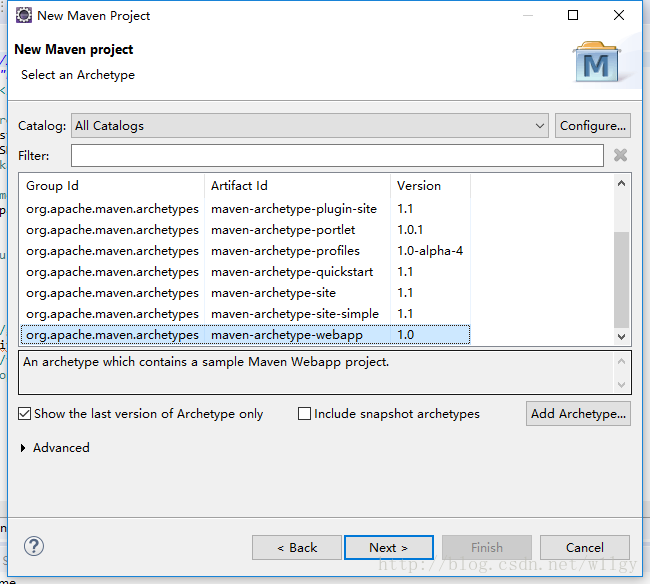 New Maven Project
New Maven project
Select an Archetype
Catalog: All Catalogs Configure...
Filter:
Group Id Artifact Id Version
org.apache.maven.archetypes maven-archetype-plugin-site 1.1
org.apache.maven.archetypes maven-archetype-portlet 1.0.1
org.apache.maven.archetypes maven-archetype-profiles 1.0-alpha-4
org.apache.maven.archetypes maven-archetype-quickstart 1.1
org.apache.maven.archetypes maven-archetype-site 1.1
org.apache.maven.archetypes maven-archetype-site-simple 1.1
org.apache.maven.archetypes maven-archetype-webapp 1.0
An archetype which contains a sample Maven Webapp project.
Show the last version of Archetype only Include snapshot archetypes Add Archetype...
Advanced
< Back Next > Finish Cancel
http://blog.csdn.net/wllgy